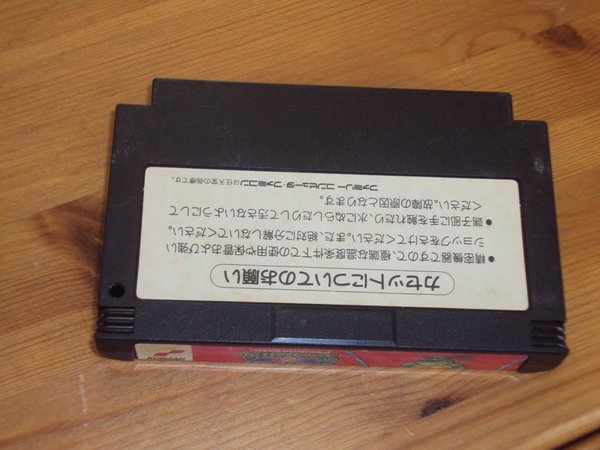 カセットについてのお願い
●精密機器ですので、極端な温度条件下での使用や保管および強い
ショックをさけてください。また、絶対に分解しないでください。
●端子部に手を触れたり、水にぬらしたりして汚さないようにして
ください。故障の原因となります。
ファミリーコンピュータ・ファミコンは任天堂の商標です。
KONAMI